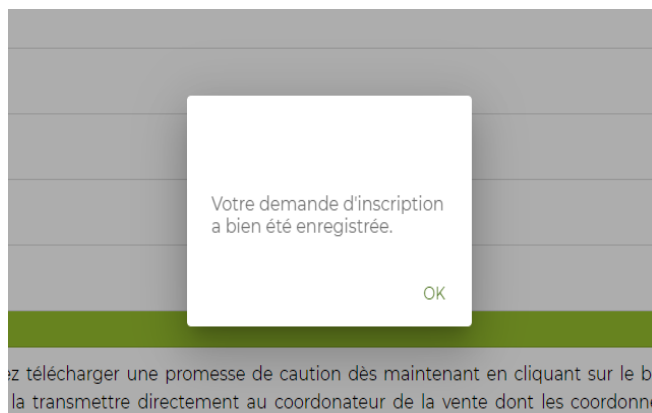 Votre demande d'inscription
a bien été enregistrée.
OK
télécharger une promesse de caution dès maintenant en cliquant sur le
la transmettre directement au coordonateur de la vente dont les